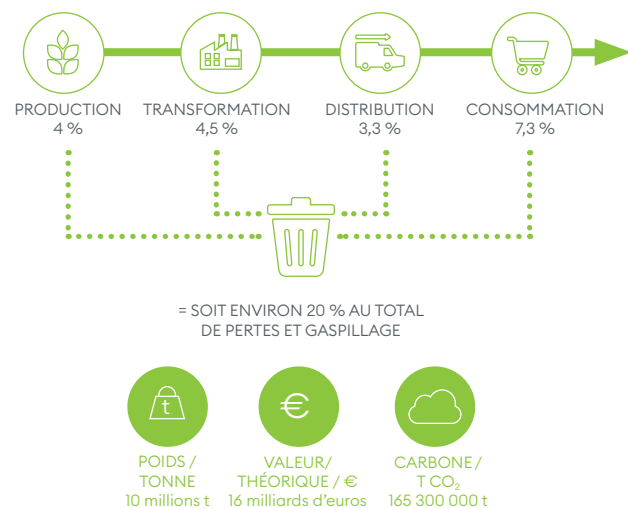 PRODUCTION
4 %
TRANSFORMATION
4,5 %
DISTRIBUTION
3,3 %
CONSOMMATION
7,3 %
= SOIT ENVIRON 20 % AU TOTAL
DE PERTES ET GASPILLAGE
t
POIDS /
TONNE
10 millions t
€
VALEUR/
THÉORIQUE / €
16 milliards d’euros
CARBONE /
T CO₂
165 300 000 t